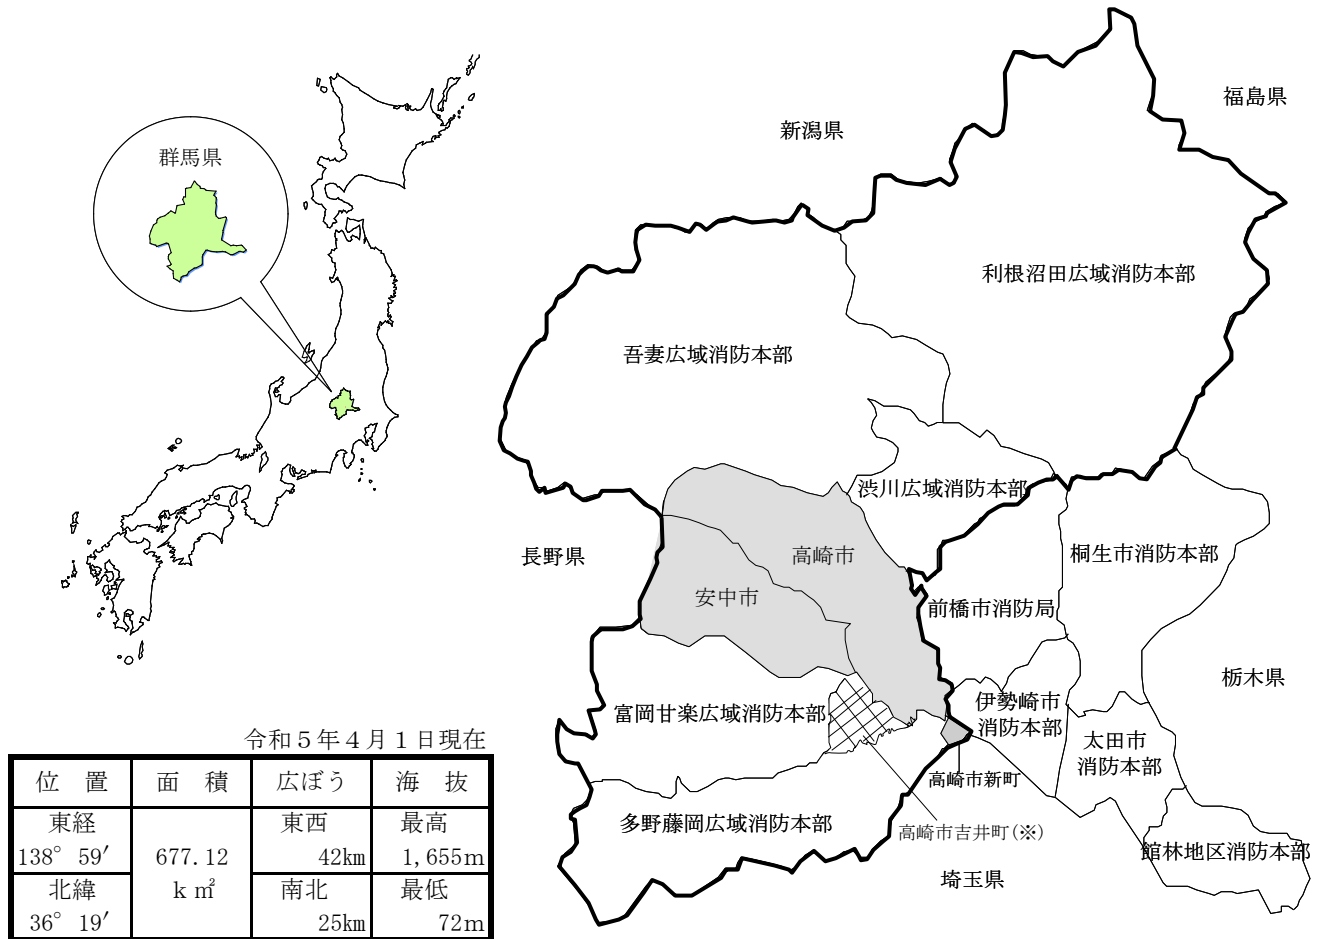 群馬県
新潟県
福島県
利根沼田広域消防本部
吾妻広域消防本部
渋川広域消防本部
長野県
高崎市
桐生市消防本部
安中市
前橋市消防局
栃木県
富岡甘楽広域消防本部
伊勢崎市
消防本部
太田市
消防本部
高崎市新町
多野藤岡広域消防本部
高崎市吉井町(※)
館林地区消防本部
埼玉県
令和5年4月1日現在
位 置 面 積 広ぼう 海 抜
東経 東西 最高
138°59′ 677.12 42km 1,655m
北緯 k㎡ 南北 最低
36°19′ 25km 72m